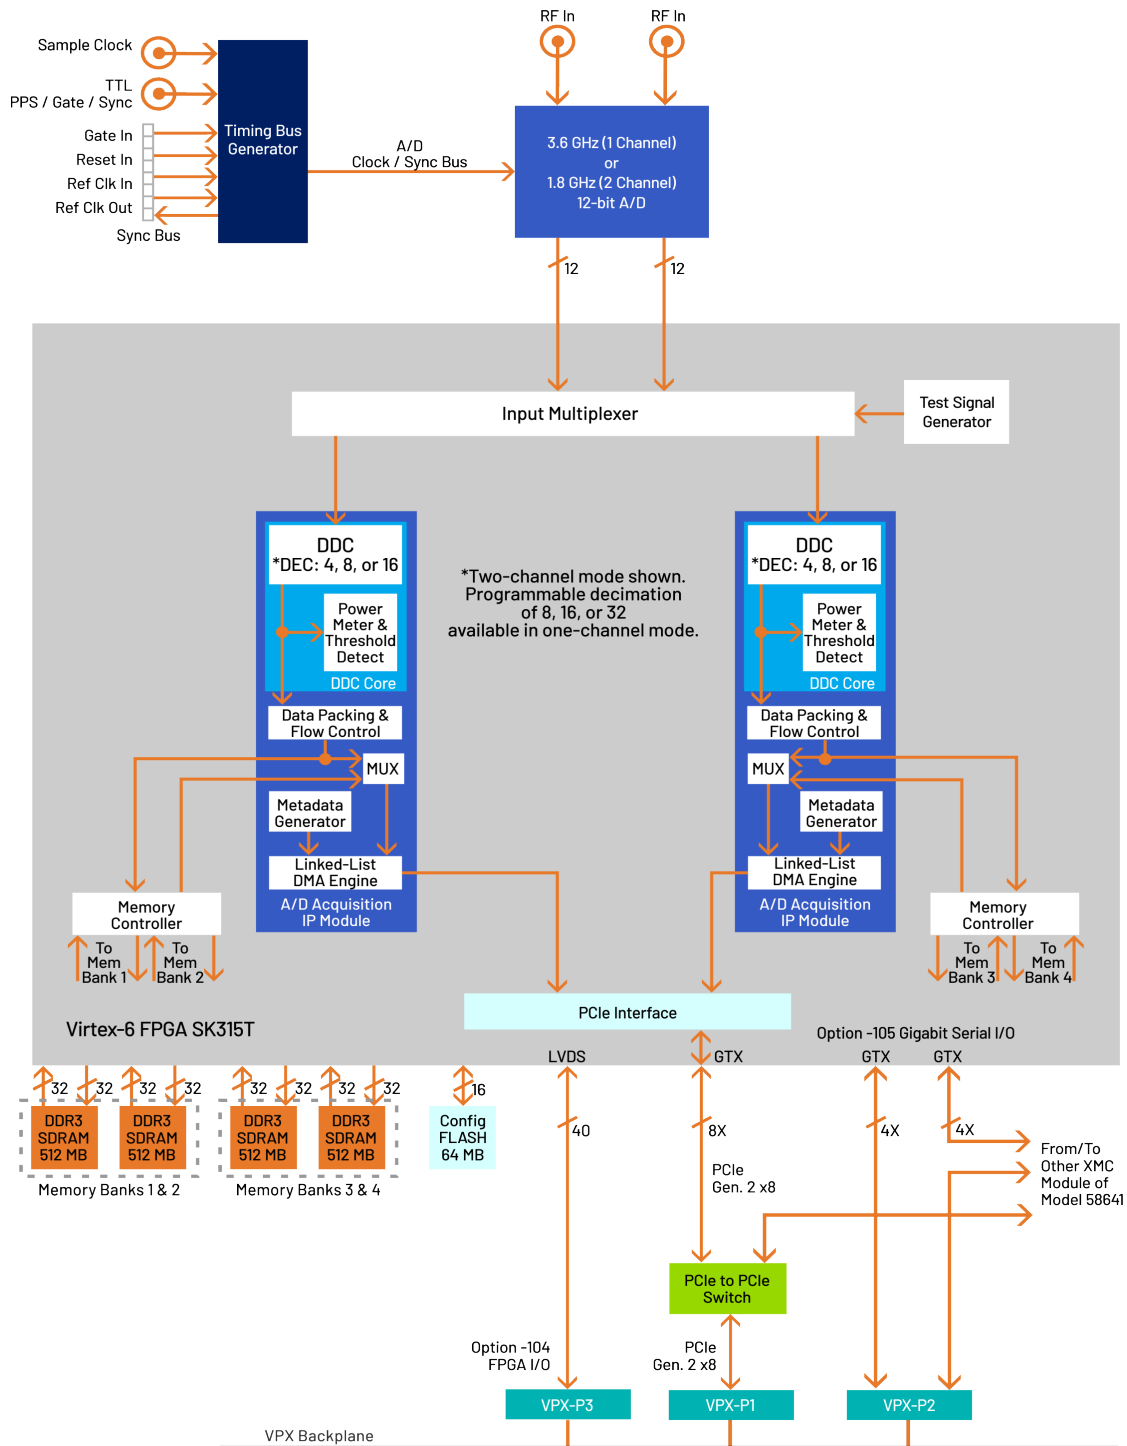 RF In
RF In
Sample Clock
TTL
PPS / Gate / Sync
Gate In
Reset In
Ref Clk In
Ref Clk Out
Sync Bus
Timing Bus
Generator
A/D
Clock / Sync Bus
3.6 GHz (1 Channel)
or
1.8 GHz (2 Channel)
12-bit A/D
12
12
Input Multiplexer
Test Signal
Generator
DDC
*DEC: 4, 8, or 16
Power
Meter &
Threshold
Detect
DDC Core
Data Packing &
Flow Control
MUX
Metadata
Generator
Linked-List
DMA Engine
A/D Acquisition
IP Module
*Two-channel mode shown.
Programmable decimation
of 8, 16, or 32
available in one-channel mode.
DDC
*DEC: 4, 8, or 16
Power
Meter &
Threshold
Detect
DDC Core
Data Packing &
Flow Control
MUX
Metadata
Generator
Linked-List
DMA Engine
A/D Acquisition
IP Module
Memory
Controller
To
Mem
Bank 1
To
Mem
Bank 2
Memory
Controller
To
Mem
Bank 3
To
Mem
Bank 4
PCIe Interface
Virtex-6 FPGA SK315T
Option -105 Gigabit Serial I/O
LVDS
GTX
GTX
GTX
32
32
32
32
32
32
32
32
16
DDR3
SDRAM
512 MB
DDR3
SDRAM
512 MB
DDR3
SDRAM
512 MB
DDR3
SDRAM
512 MB
Config
FLASH
64 MB
Memory Banks 1 & 2
Memory Banks 3 & 4
40
8X
4X
4X
PCIe
Gen. 2 x8
From/To
Other XMC
Module of
Model 58641
PCIe to PCIe
Switch
Option -104
FPGA I/O
PCIe
Gen. 2 x8
VPX-P3
VPX-P1
VPX-P2
VPX Backplane